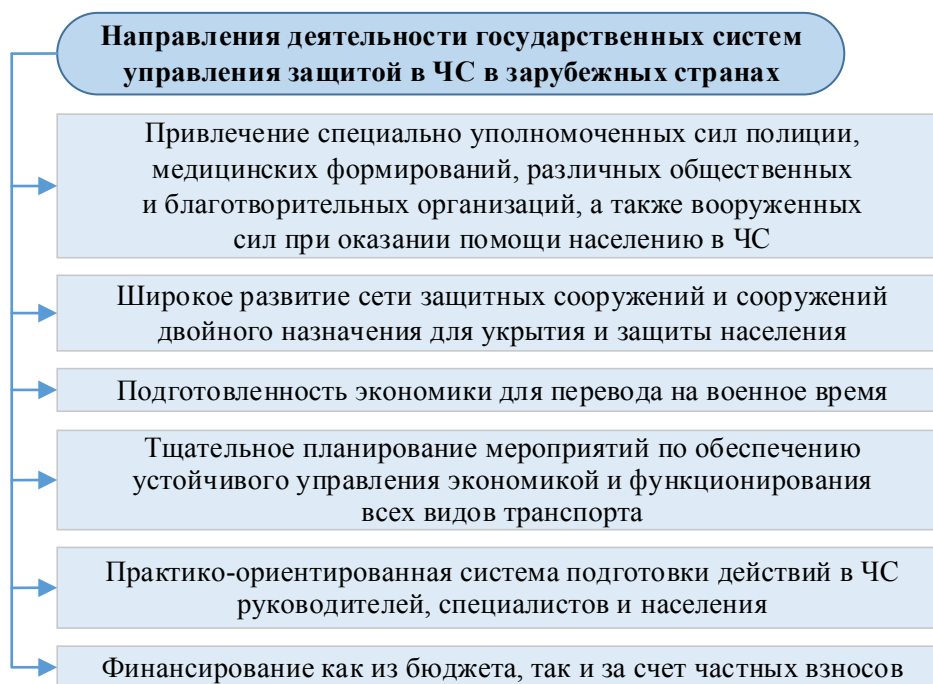 Направления деятельности государственных систем
управления защитой в ЧС в зарубежных странах
Привлечение специально уполномоченных сил полиции,
медицинских формирований, различных общественных
и благотворительных организаций, а также вооруженных
сил при оказании помощи населению в ЧС
Широкое развитие сети защитных сооружений и сооружений
двойного назначения для укрытия и защиты населения
Подготовленность экономики для перевода на военное время
Тщательное планирование мероприятий по обеспечению
устойчивого управления экономикой и функционирования
всех видов транспорта
Практико-ориентированная система подготовки действий в ЧС
руководителей, специалистов и населения
Финансирование как из бюджета, так и за счет частных взносов